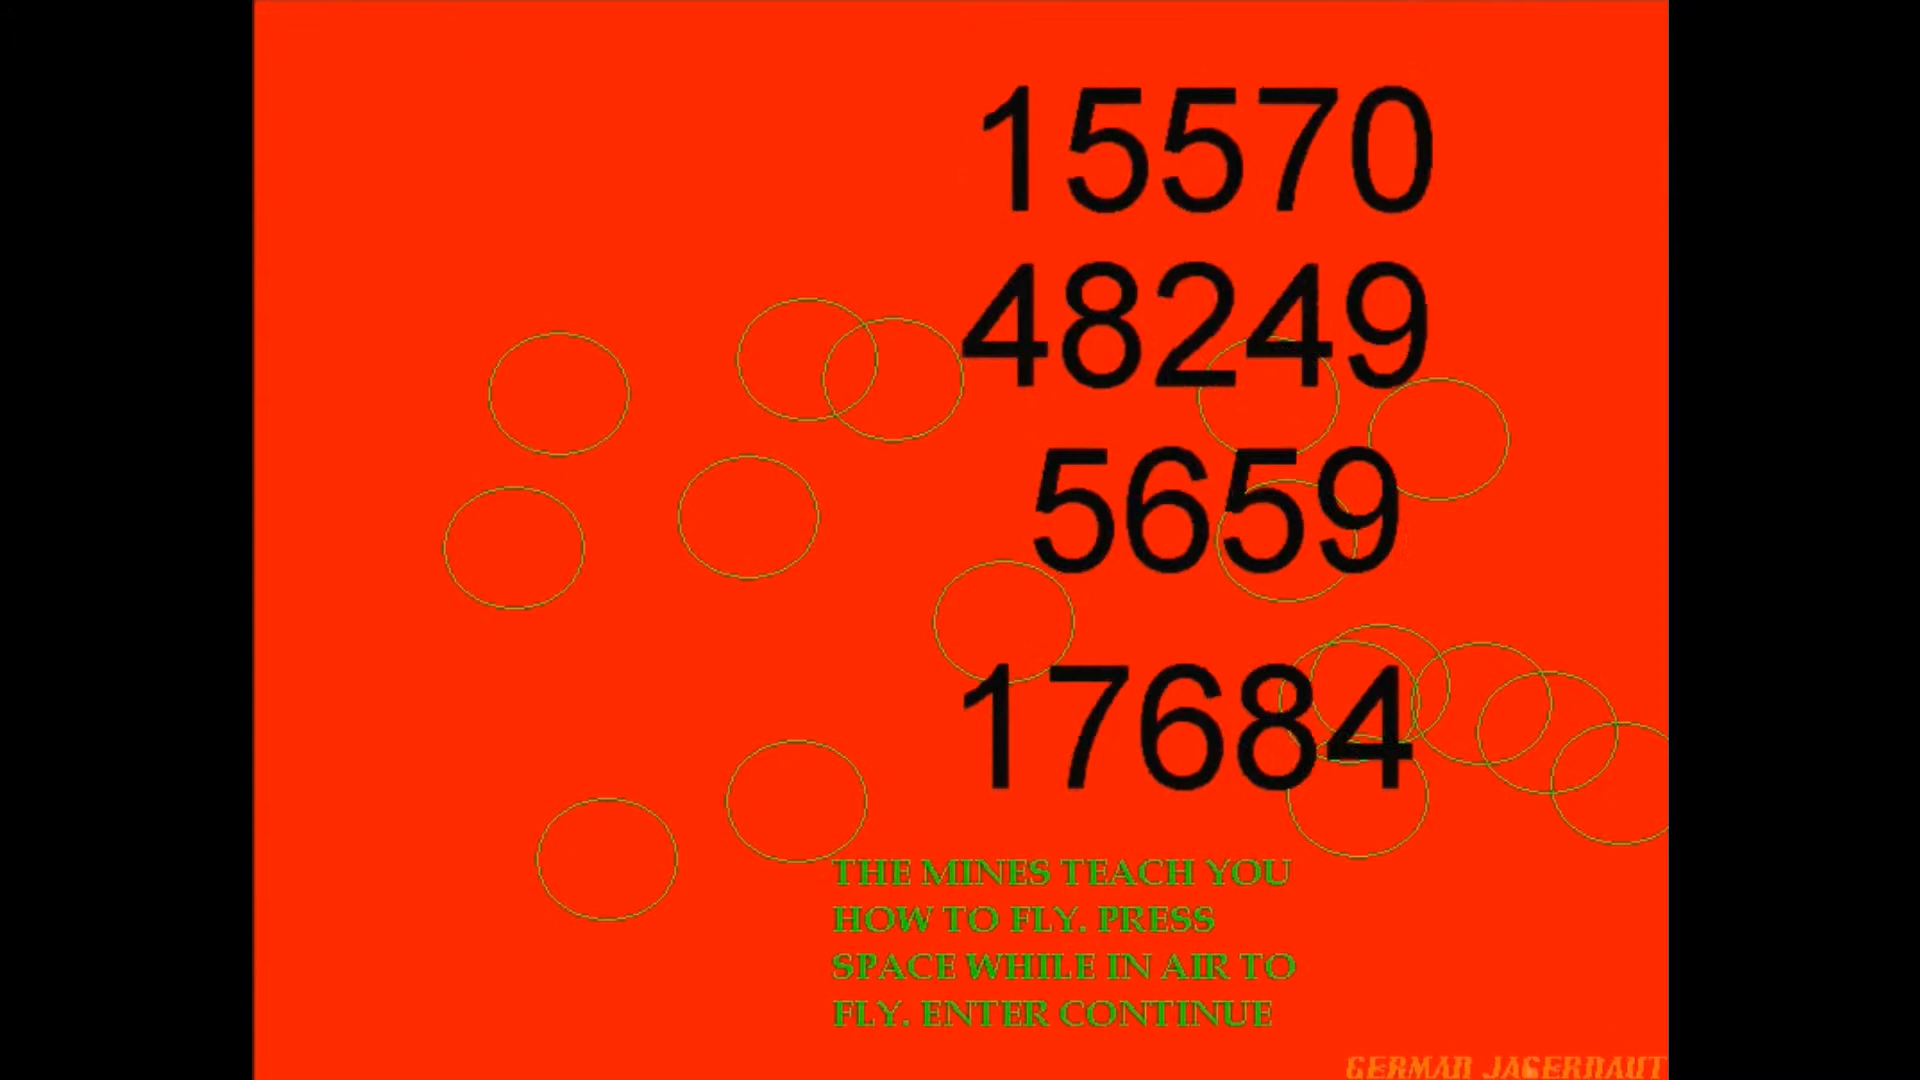 15570
48249
5659
17684
THE MINES TEACH YOU
HOW TO FLY. PRESS
SPACE WHILE IN AIR TO
FLY. ENTER CONTINUE
GERMAN JAGERNAUT